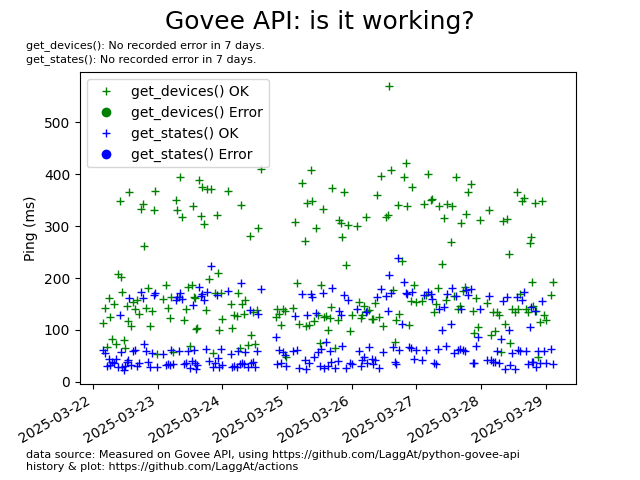 Govee API: is it working?
get_devices(): No recorded error in 7 days.
get_states(): No recorded error in 7 days.
get_devices() OK
get_devices() Error
get_states() OK
get_states() Error
Ping (ms)
500
400
300
200
100
0
2025-03-22
2025-03-23
2025-03-24
2025-03-25
2025-03-26
2025-03-27
2025-03-28
2025-03-29
data source: Measured on Govee API, using https://github.com/LaggAt/python-govee-api
history & plot: https://github.com/LaggAt/actions